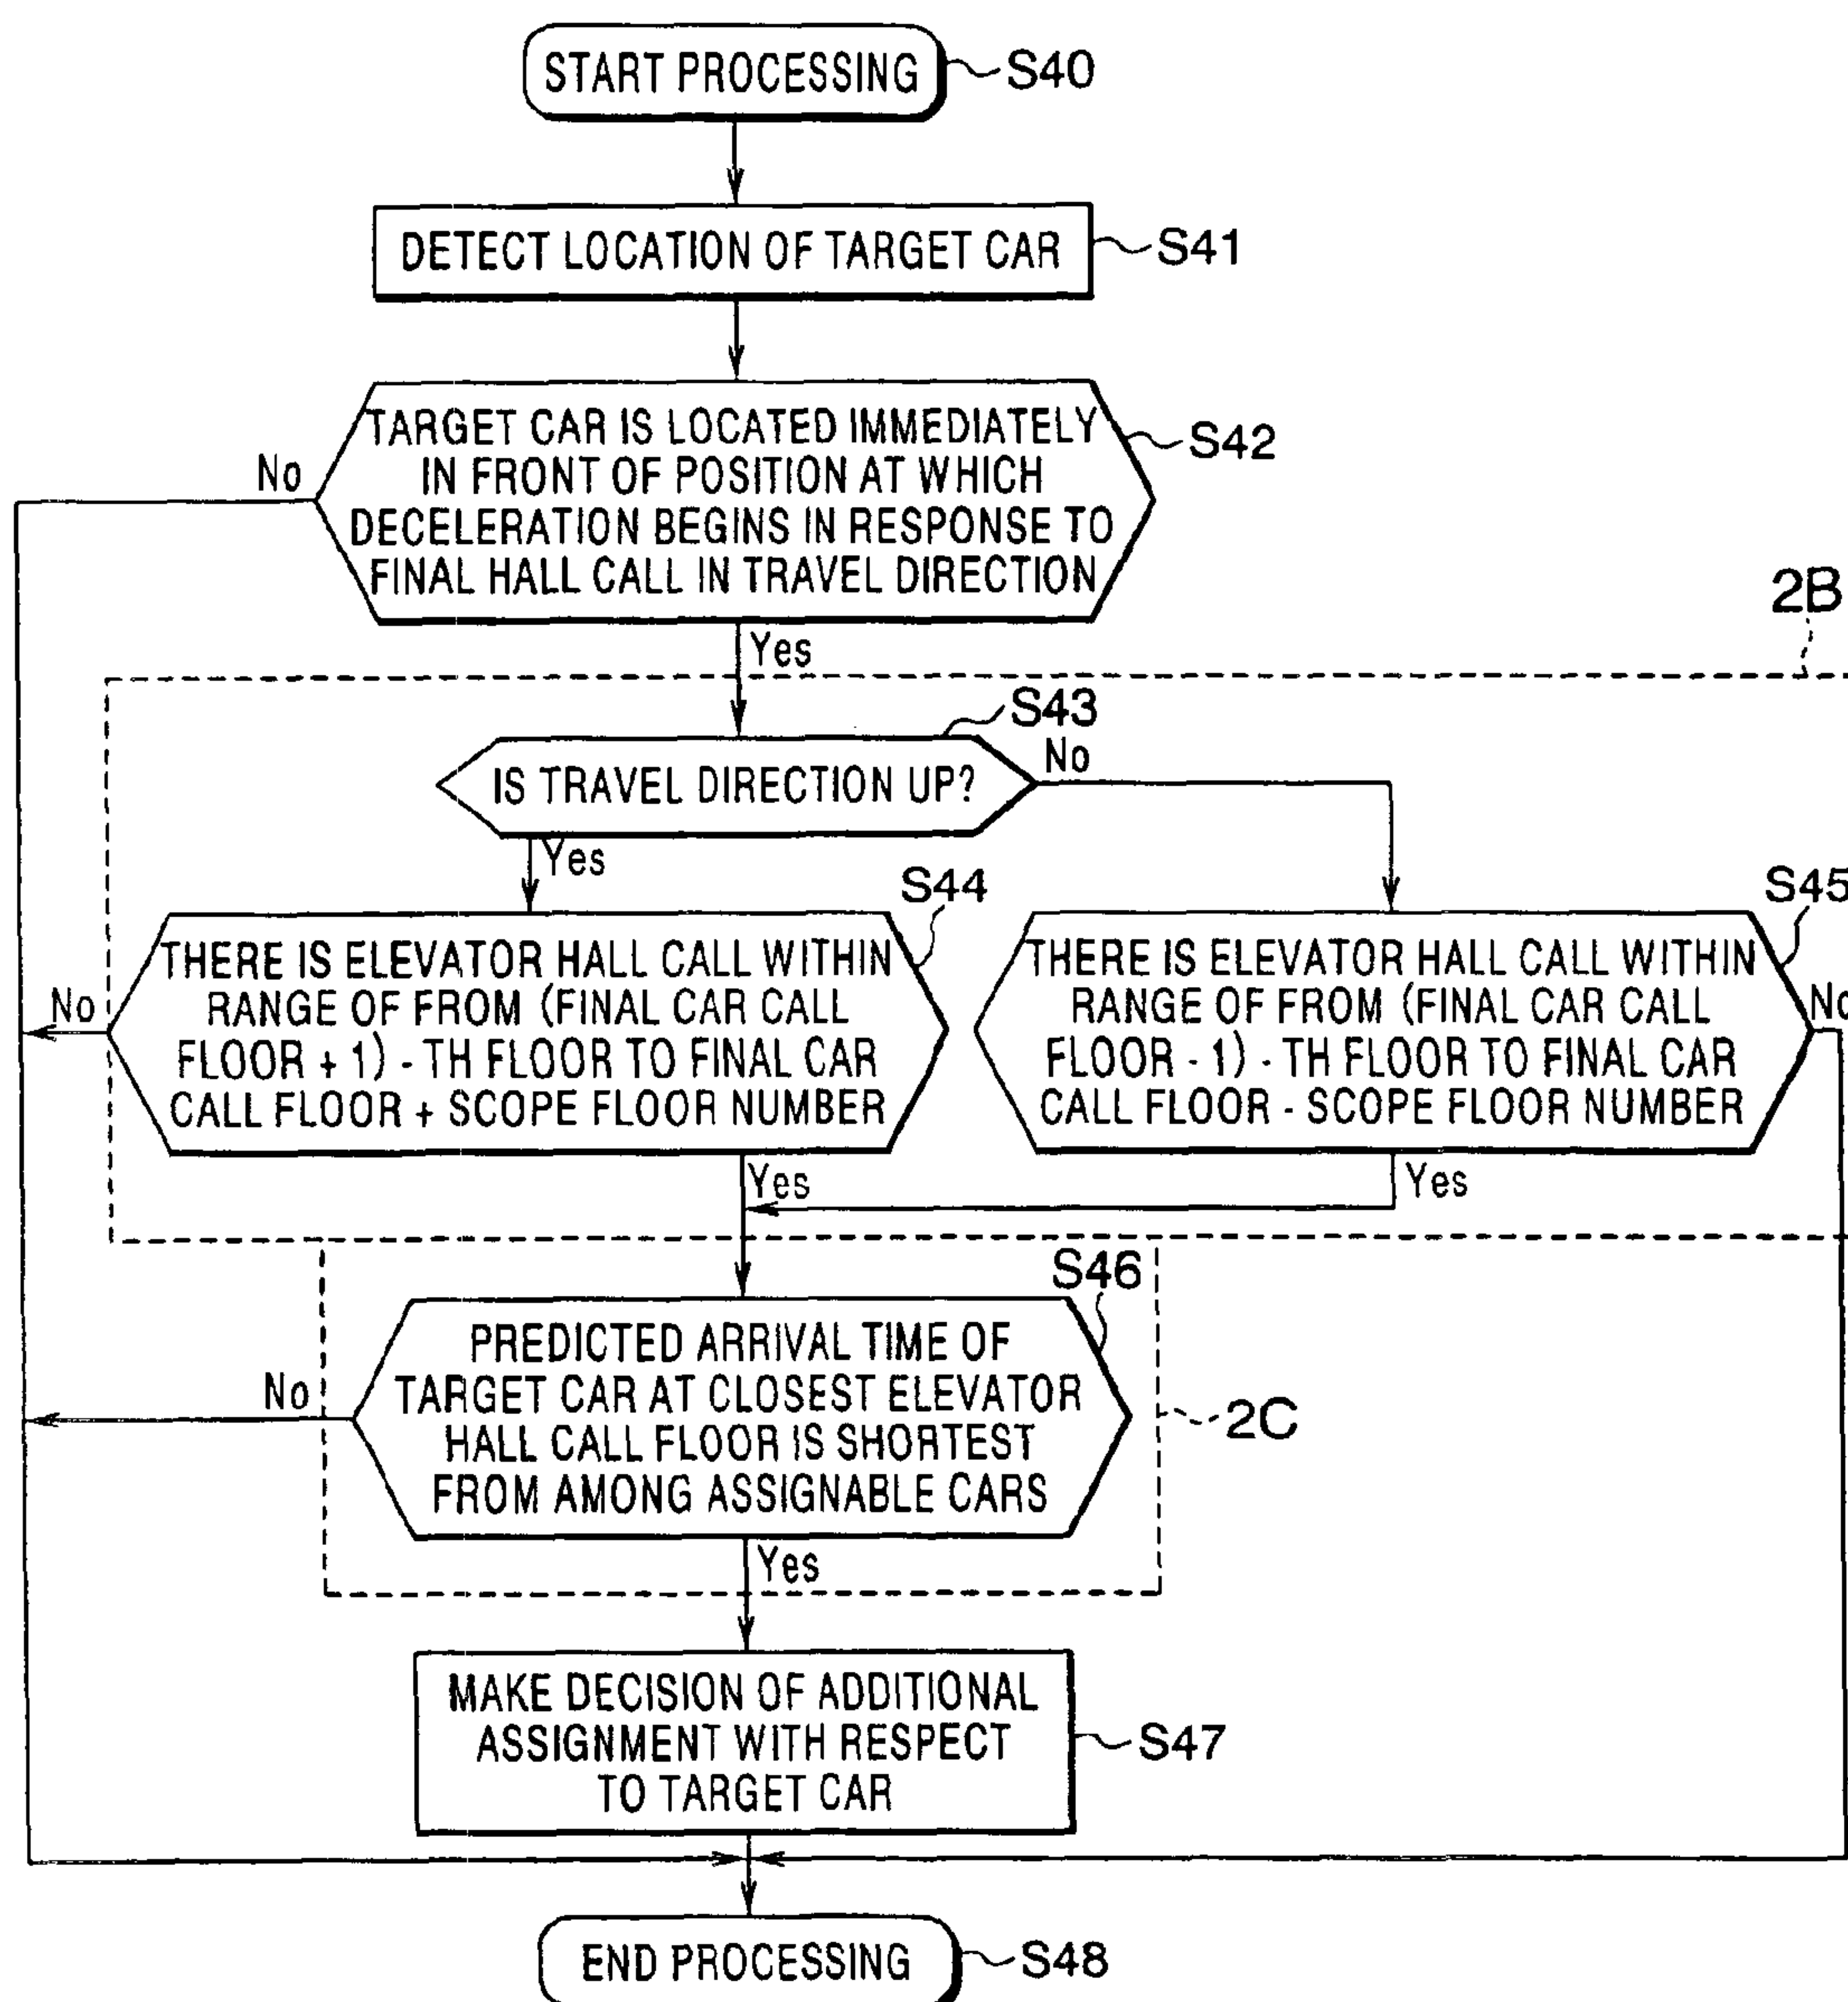 START PROCESSING
S40
DETECT LOCATION OF TARGET CAR
S41
TARGET CAR IS LOCATED IMMEDIATELY
IN FRONT OF POSITION AT WHICH
DECELERATION BEGINS IN RESPONSE TO
FINAL HALL CALL IN TRAVEL DIRECTION
S42
No
Yes
2B
S43
IS TRAVEL DIRECTION UP?
No
Yes
S44
THERE IS ELEVATOR HALL CALL WITHIN
RANGE OF FROM (FINAL CAR CALL
FLOOR + 1) - TH FLOOR TO FINAL CAR
CALL FLOOR + SCOPE FLOOR NUMBER
No
Yes
S45
THERE IS ELEVATOR HALL CALL WITHIN
RANGE OF FROM (FINAL CAR CALL
FLOOR - 1) - TH FLOOR TO FINAL CAR
CALL FLOOR - SCOPE FLOOR NUMBER
No
Yes
S46
PREDICTED ARRIVAL TIME OF
TARGET CAR AT CLOSEST ELEVATOR
HALL CALL FLOOR IS SHORTEST
FROM AMONG ASSIGNABLE CARS
No
2C
Yes
MAKE DECISION OF ADDITIONAL
ASSIGNMENT WITH RESPECT
TO TARGET CAR
S47
END PROCESSING
S48